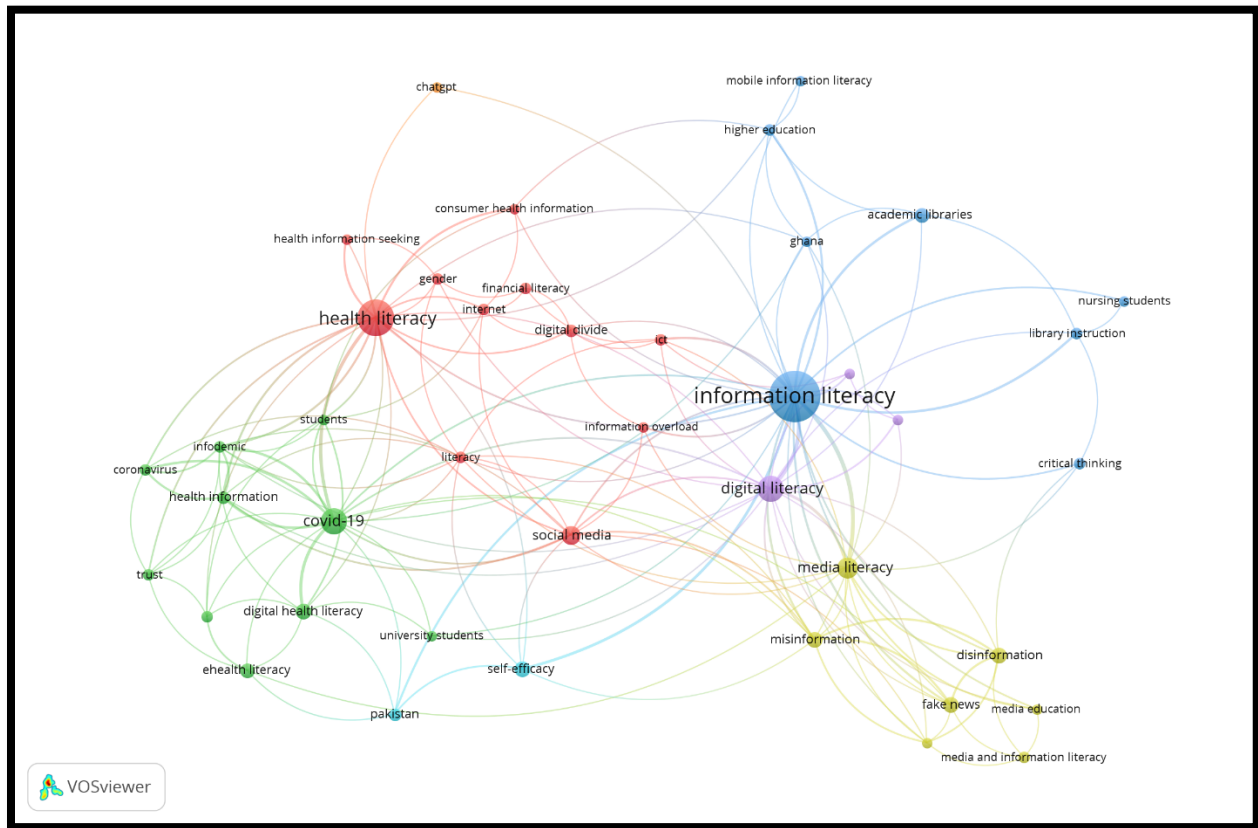 chatgpt
mobile information literacy
higher education
consumer health information
academic libraries
health information seeking
ghana
gender
financial literacy
nursing students
internet
health literacy
digital divide
library instruction
ict
information literacy
students
information overload
infodemic
literacy
critical thinking
coronavirus
digital literacy
health information
covid-19
social media
media literacy
trust
digital health literacy
university students
misinformation
disinformation
ehealth literacy
self-efficacy
fake news
media education
pakistan
media and information literacy
VOSviewer